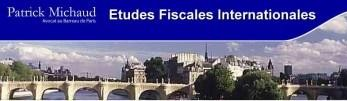 Patrick Michaud
Avocat au Barreau de Paris
Etudes Fiscales Internationales